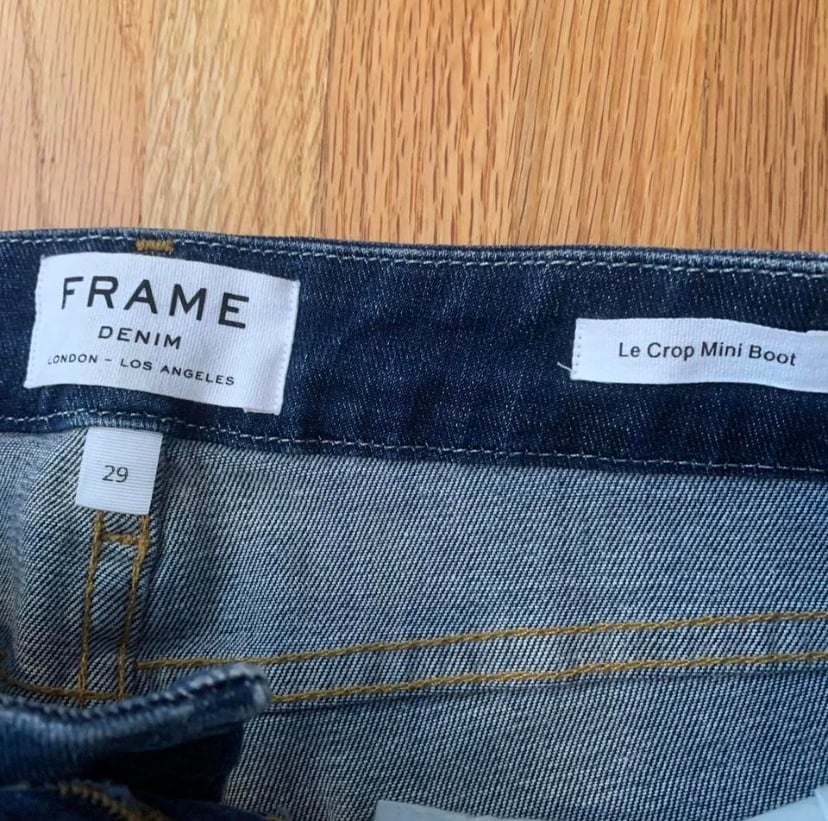 FRAME
DENIM
LONDON – LOS ANGELES
Le Crop Mini Boot
29